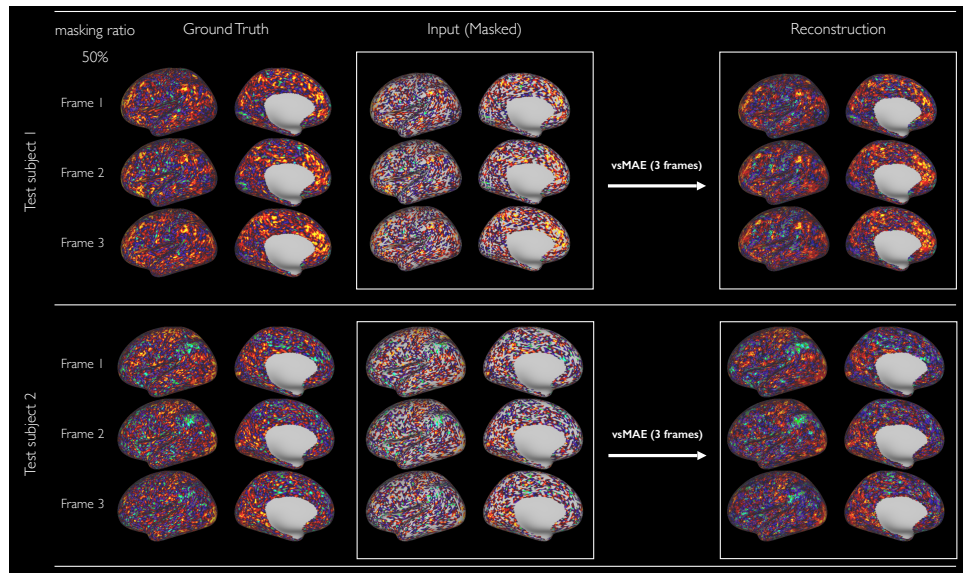 masking ratio
50%
Ground Truth
Input (Masked)
Reconstruction
Test subject 1
Frame 1
Frame 2
Frame 3
vsMAE (3 frames)
Test subject 2
Frame 1
Frame 2
Frame 3
vsMAE (3 frames)